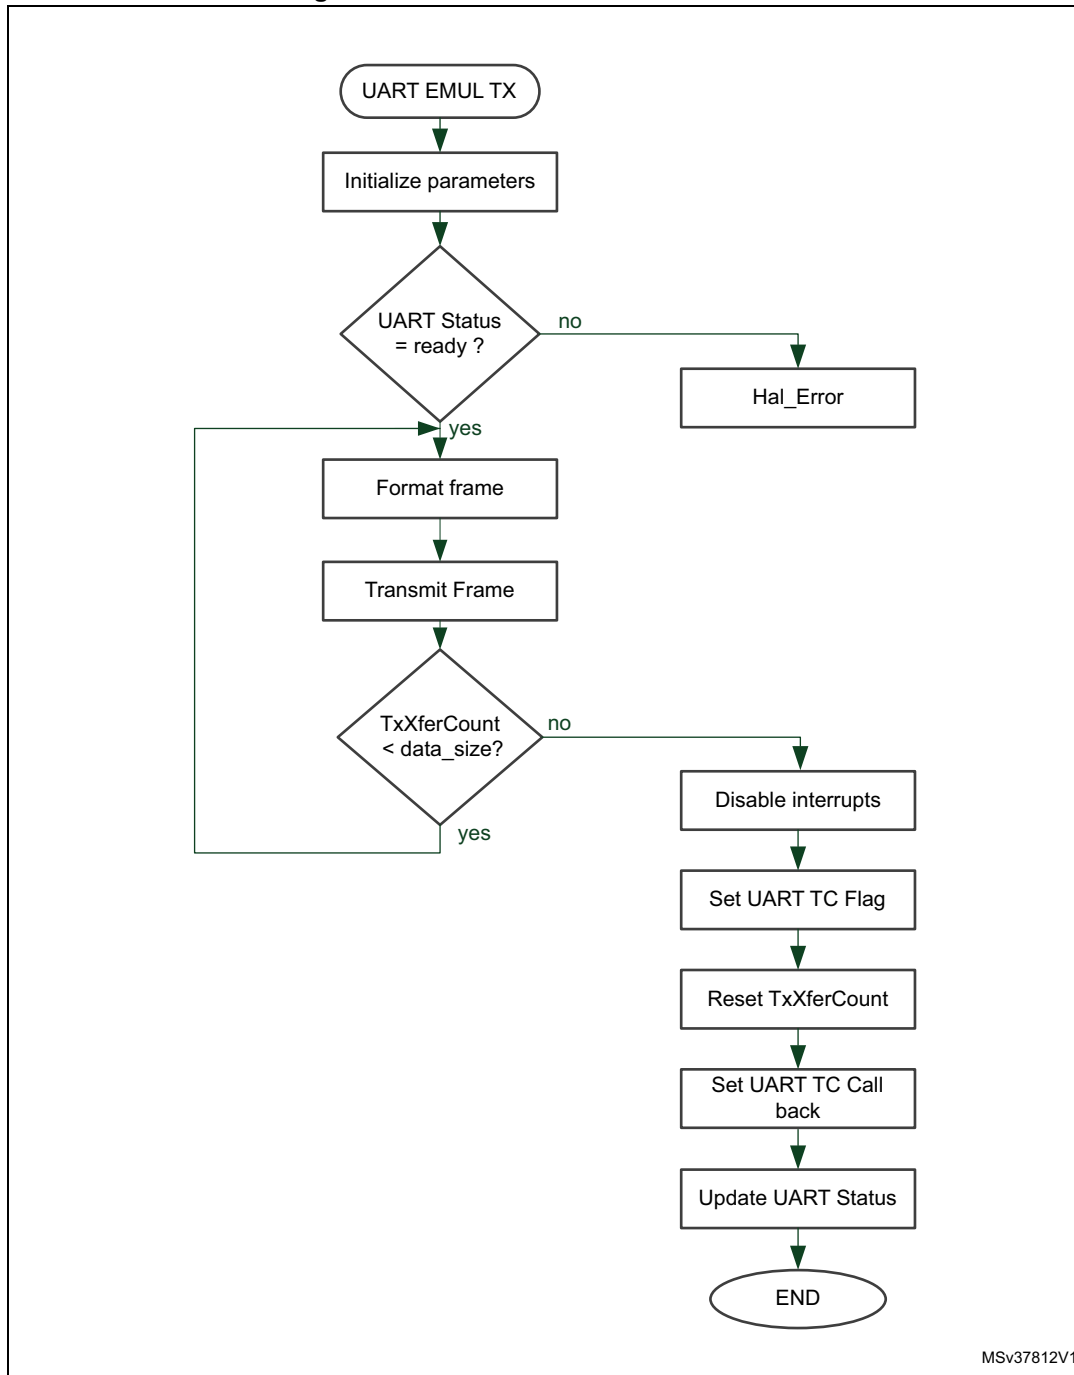 UART EMUL TX
Initialize parameters
UART Status
= ready ?
no
Hal_Error
yes
Format frame
Transmit Frame
TxXferCount
< data_size?
no
yes
Disable interrupts
Set UART TC Flag
Reset TxXferCount
Set UART TC Call
back
Update UART Status
END
MSv37812V1